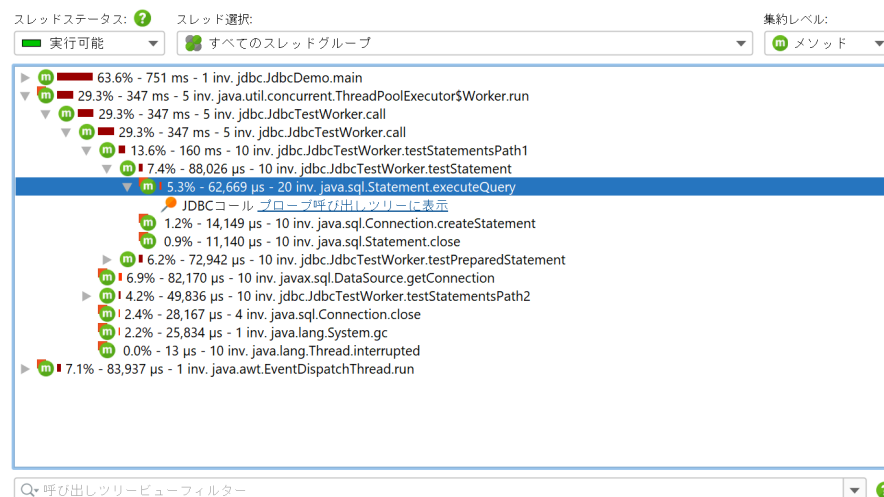 スレッドステータス: ? スレッド選択: 集約レベル:
実行可能 すべてのスレッドグループ m メソッド
m 63.6% - 751 ms - 1 inv. jdbc.JdbcDemo.main
m 29.3% - 347 ms - 5 inv. java.util.concurrent.ThreadPoolExecutor$Worker.run
m 29.3% - 347 ms - 5 inv. jdbc.JdbcTestWorker.call
m 29.3% - 347 ms - 5 inv. jdbc.JdbcTestWorker.call
m 13.6% - 160 ms - 10 inv. jdbc.JdbcTestWorker.testStatementsPath1
m 7.4% - 88,026 µs - 10 inv. jdbc.JdbcTestWorker.testStatement
m 5.3% - 62,669 µs - 20 inv. java.sql.Statement.executeQuery
JDBCコール プローブ呼び出しツリーに表示
m 1.2% - 14,149 µs - 10 inv. java.sql.Connection.createStatement
m 0.9% - 11,140 µs - 10 inv. java.sql.Statement.close
m 6.2% - 72,942 µs - 10 inv. jdbc.JdbcTestWorker.testPreparedStatement
m 6.9% - 82,170 µs - 10 inv. javax.sql.DataSource.getConnection
m 4.2% - 49,836 µs - 10 inv. jdbc.JdbcTestWorker.testStatementsPath2
m 2.4% - 28,167 µs - 4 inv. java.sql.Connection.close
m 2.2% - 25,834 µs - 1 inv. java.lang.System.gc
m 0.0% - 13 µs - 10 inv. java.lang.Thread.interrupted
m 7.1% - 83,937 µs - 1 inv. java.awt.EventDispatchThread.run
呼び出しツリービューフィルター ?